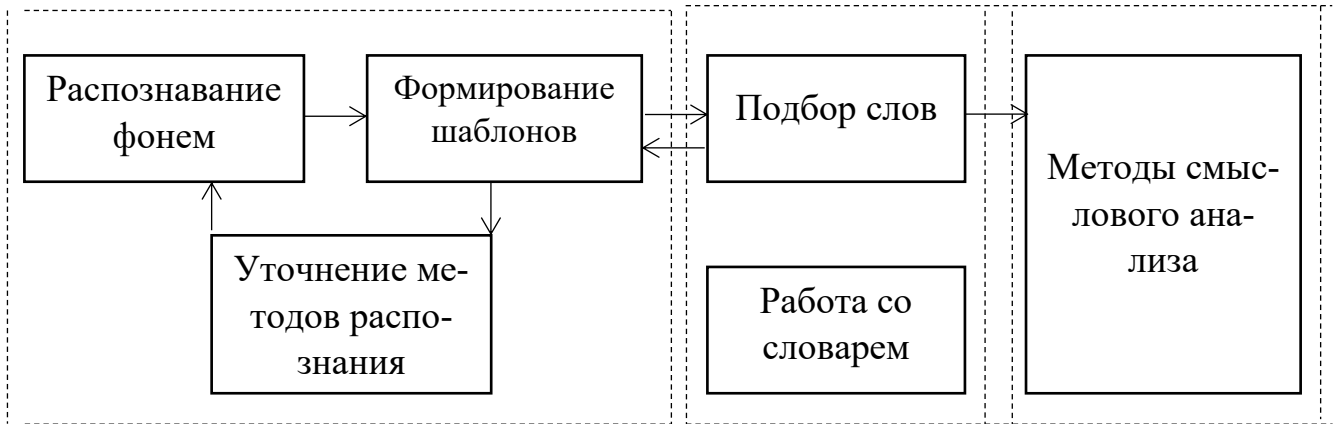 Распознавание
фонем
Формирование
шаблонов
Подбор слов
Методы смыс-
лового ана-
лиза
Уточнение ме-
тодов распо-
знания
Работа со
словарем